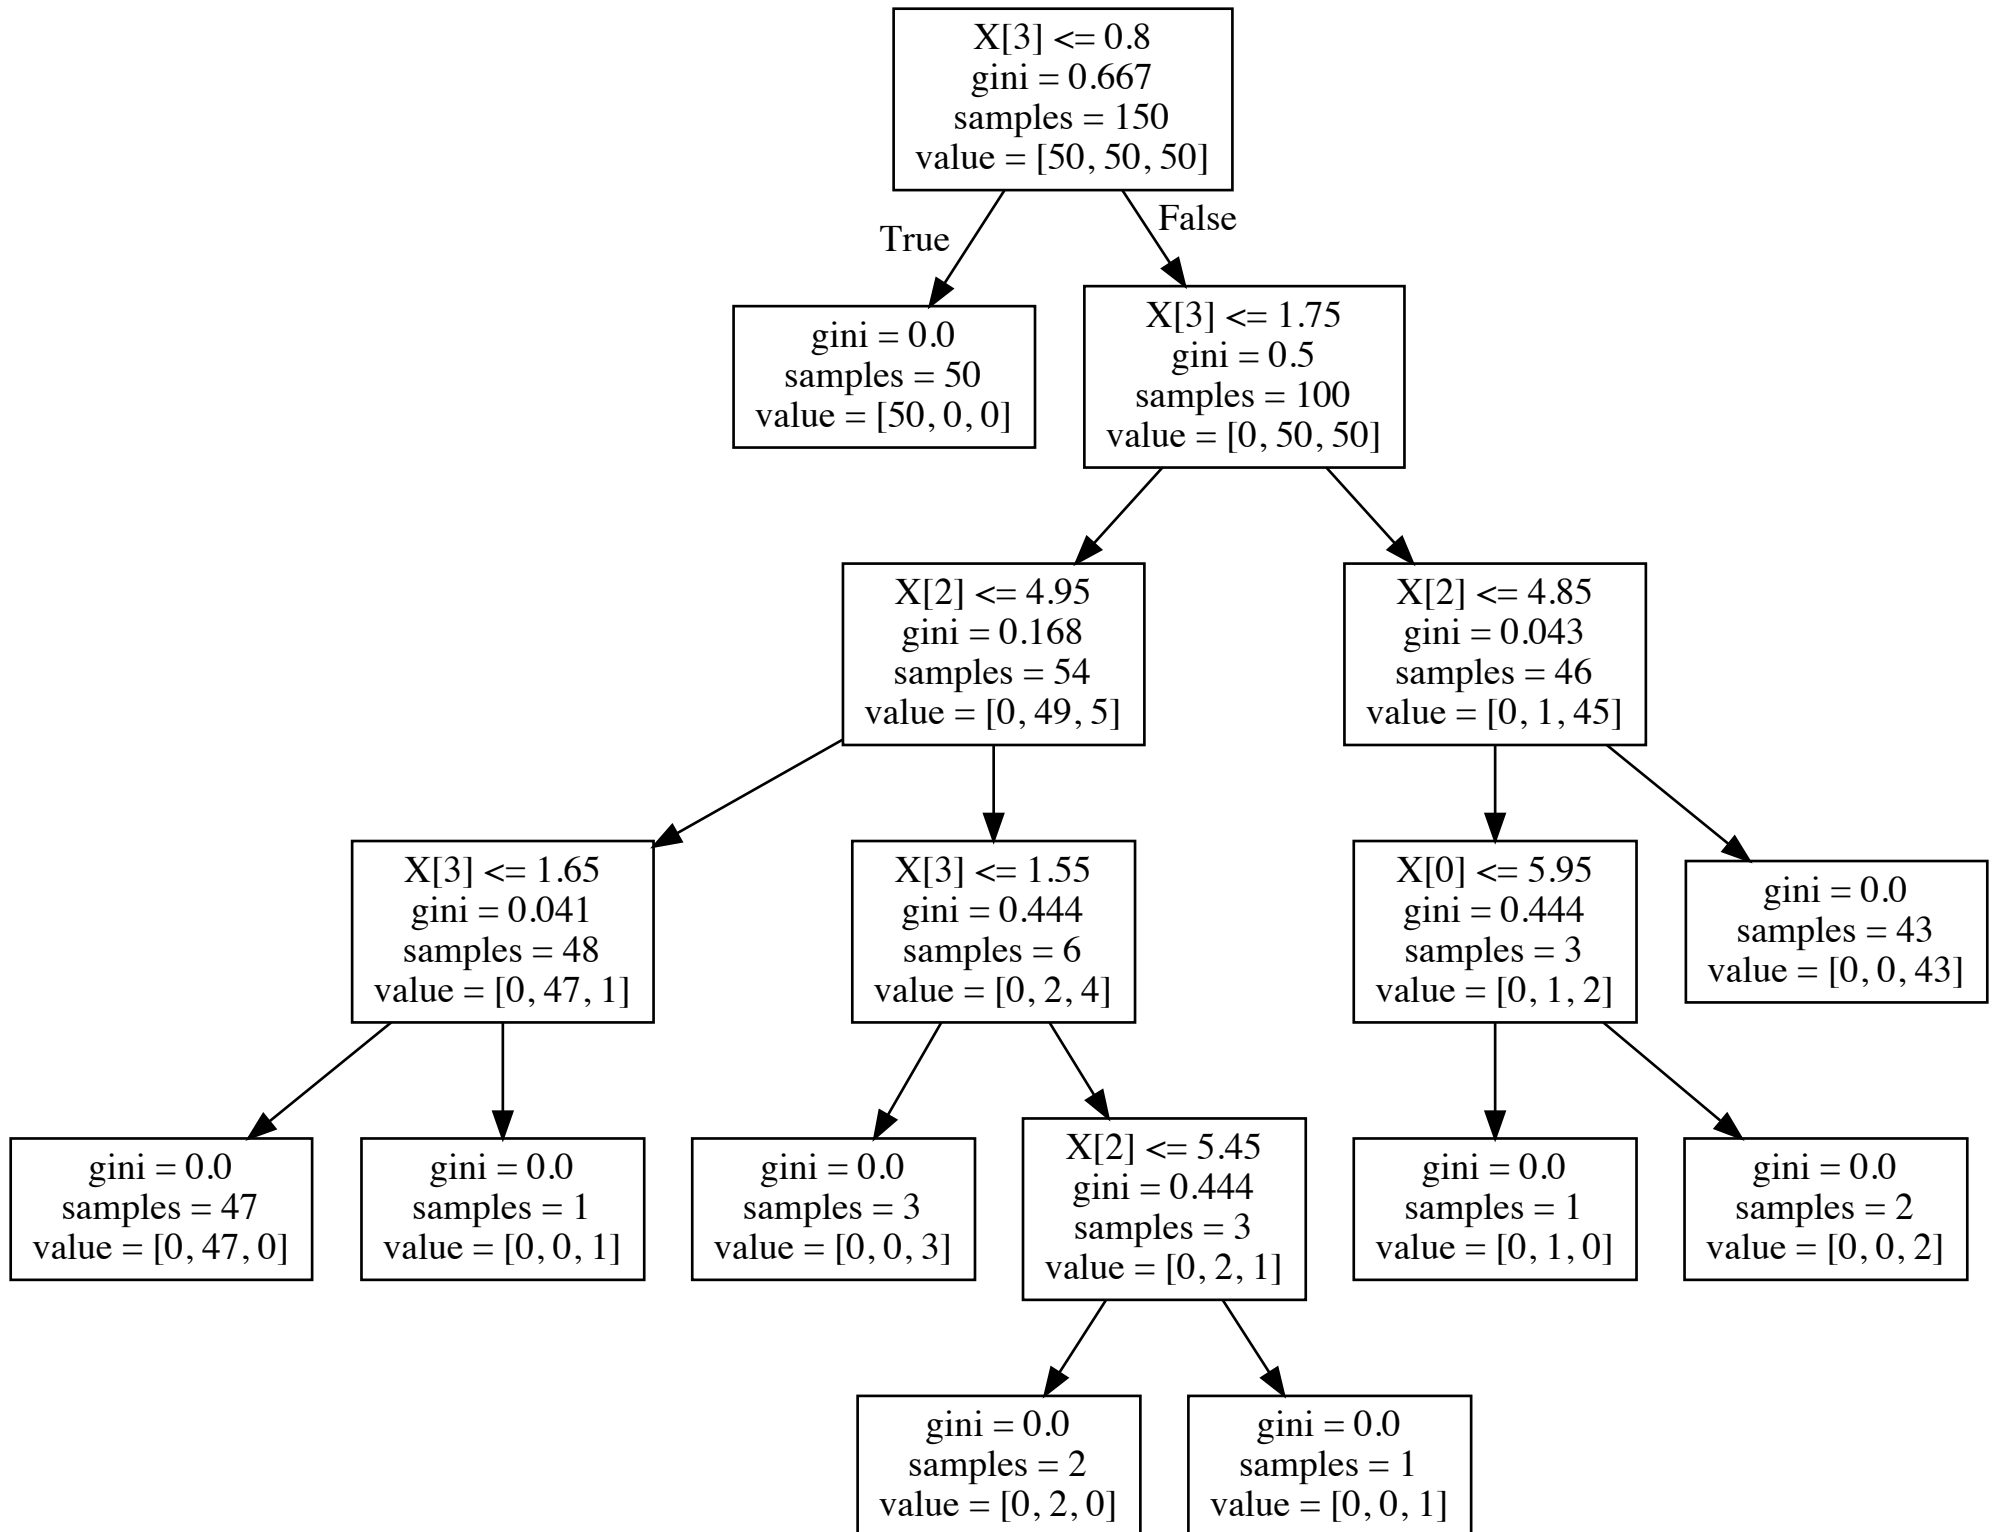 X[3] <= 0.8
gini = 0.667
samples = 150
value = [50, 50, 50]
True
False
gini = 0.0
samples = 50
value = [50, 0, 0]
X[3] <= 1.75
gini = 0.5
samples = 100
value = [0, 50, 50]
X[2] <= 4.95
gini = 0.168
samples = 54
value = [0, 49, 5]
X[2] <= 4.85
gini = 0.043
samples = 46
value = [0, 1, 45]
X[3] <= 1.65
gini = 0.041
samples = 48
value = [0, 47, 1]
X[3] <= 1.55
gini = 0.444
samples = 6
value = [0, 2, 4]
X[0] <= 5.95
gini = 0.444
samples = 3
value = [0, 1, 2]
gini = 0.0
samples = 43
value = [0, 0, 43]
gini = 0.0
samples = 47
value = [0, 47, 0]
gini = 0.0
samples = 1
value = [0, 0, 1]
gini = 0.0
samples = 3
value = [0, 0, 3]
X[2] <= 5.45
gini = 0.444
samples = 3
value = [0, 2, 1]
gini = 0.0
samples = 1
value = [0, 1, 0]
gini = 0.0
samples = 2
value = [0, 0, 2]
gini = 0.0
samples = 2
value = [0, 2, 0]
gini = 0.0
samples = 1
value = [0, 0, 1]